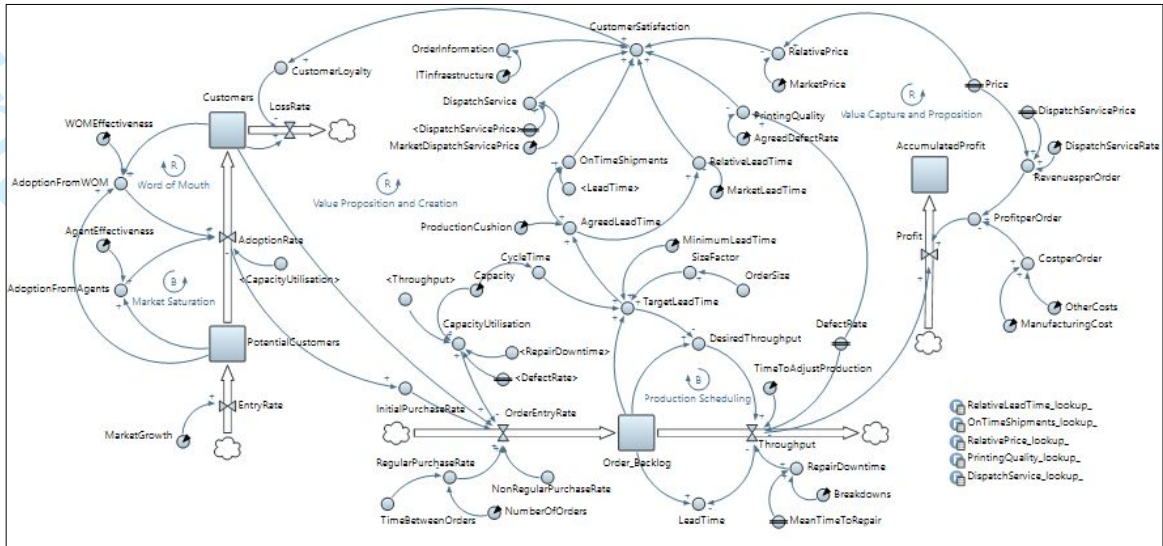 CustomerSatisfaction
OrderInformation
RelativePrice
CustomerLoyalty
ITinfraestructure
MarketPrice
Price
Customers
LossRate
DispatchService
PrintingQuality
R
Value Capture and Proposition
DispatchServicePrice
WOMEffectiveness
<DispatchServicePrice>
AgreedDefectRate
MarketDispatchServicePrice
DispatchServiceRate
R
Word of Mouth
OnTimeShipments
RelativeLeadTime
AccumulatedProfit
RevenuesperOrder
AdoptionFromWOM
R
Value Proposition and Creation
<LeadTime>
MarketLeadTime
AgentEffectiveness
AdoptionRate
ProductionCushion
AgreedLeadTime
Profit
ProfitperOrder
MinimumLeadTime
<CapacityUtilisation>
CycleTime
SizeFactor
CostperOrder
<Throughput>
Capacity
OrderSize
AdoptionFromAgents
B
Market Saturation
TargetLeadTime
OtherCosts
ManufacturingCost
PotentialCustomers
CapacityUtilisation
DesiredThroughput
DefectRate
<RepairDowntime>
B
TimeToAdjustProduction
<DefectRate>
Production Scheduling
EntryRate
InitialPurchaseRate
OrderEntryRate
RelativeLeadTime_lookup_
MarketGrowth
OnTimeShipments_lookup_
Order_Backlog
Throughput
RelativePrice_lookup_
RegularPurchaseRate
PrintingQuality_lookup_
RepairDowntime
DispatchService_lookup_
NonRegularPurchaseRate
Breakdowns
TimeBetweenOrders
NumberOfOrders
LeadTime
MeanTimeToRepair